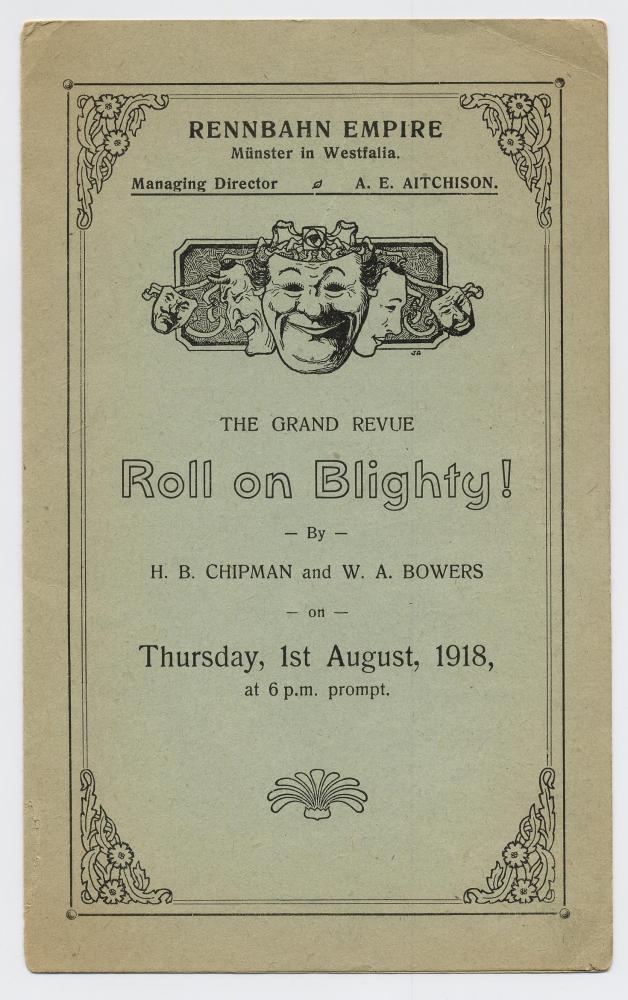 RENNBAHN EMPIRE
Münster in Westfalia.
Managing Director A. E. AITCHISON.
THE GRAND REVUE
Roll on Blighty!
— By —
H. B. CHIPMAN and W. A. BOWERS
— on —
Thursday, 1st August, 1918,
at 6 p.m. prompt.